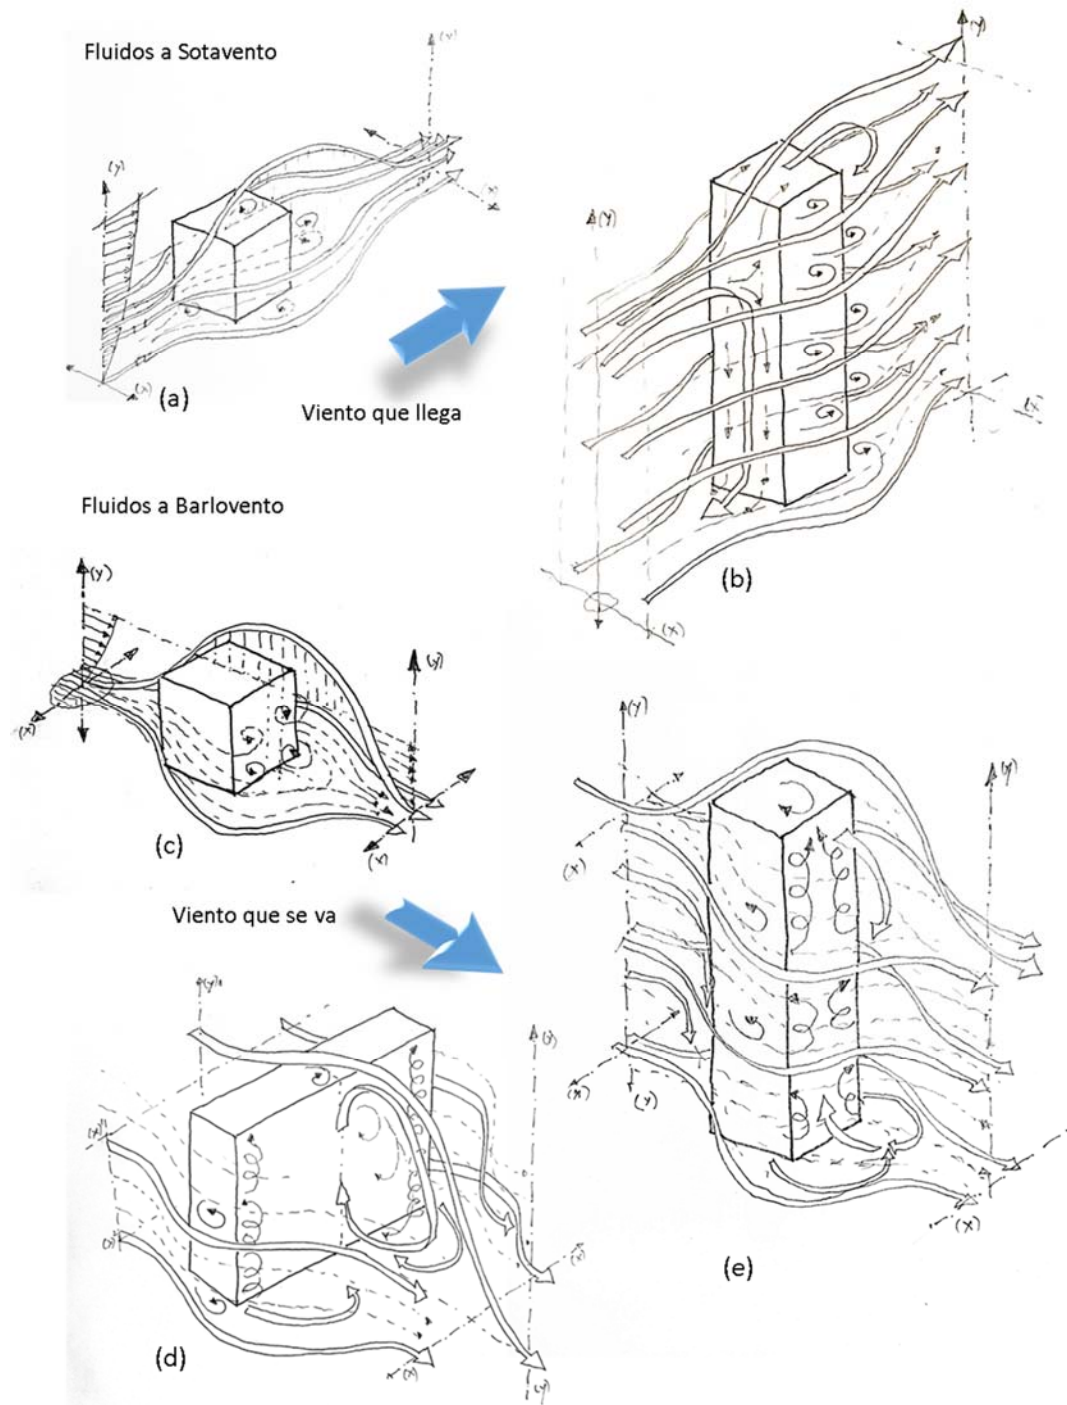 Fluidos a Sotavento
(y)
(y)
(y)
(x)
(x)
(a)
Viento que llega
(y)
(x)
(x)
(b)
Fluidos a Barlovento
(y)
(x)
(y)
(x)
(c)
Viento que se va
(y)
(x)
(y)
(x)
(y)
(d)
(y)
(x)
(y)
(x)
(y)
(x)
(e)